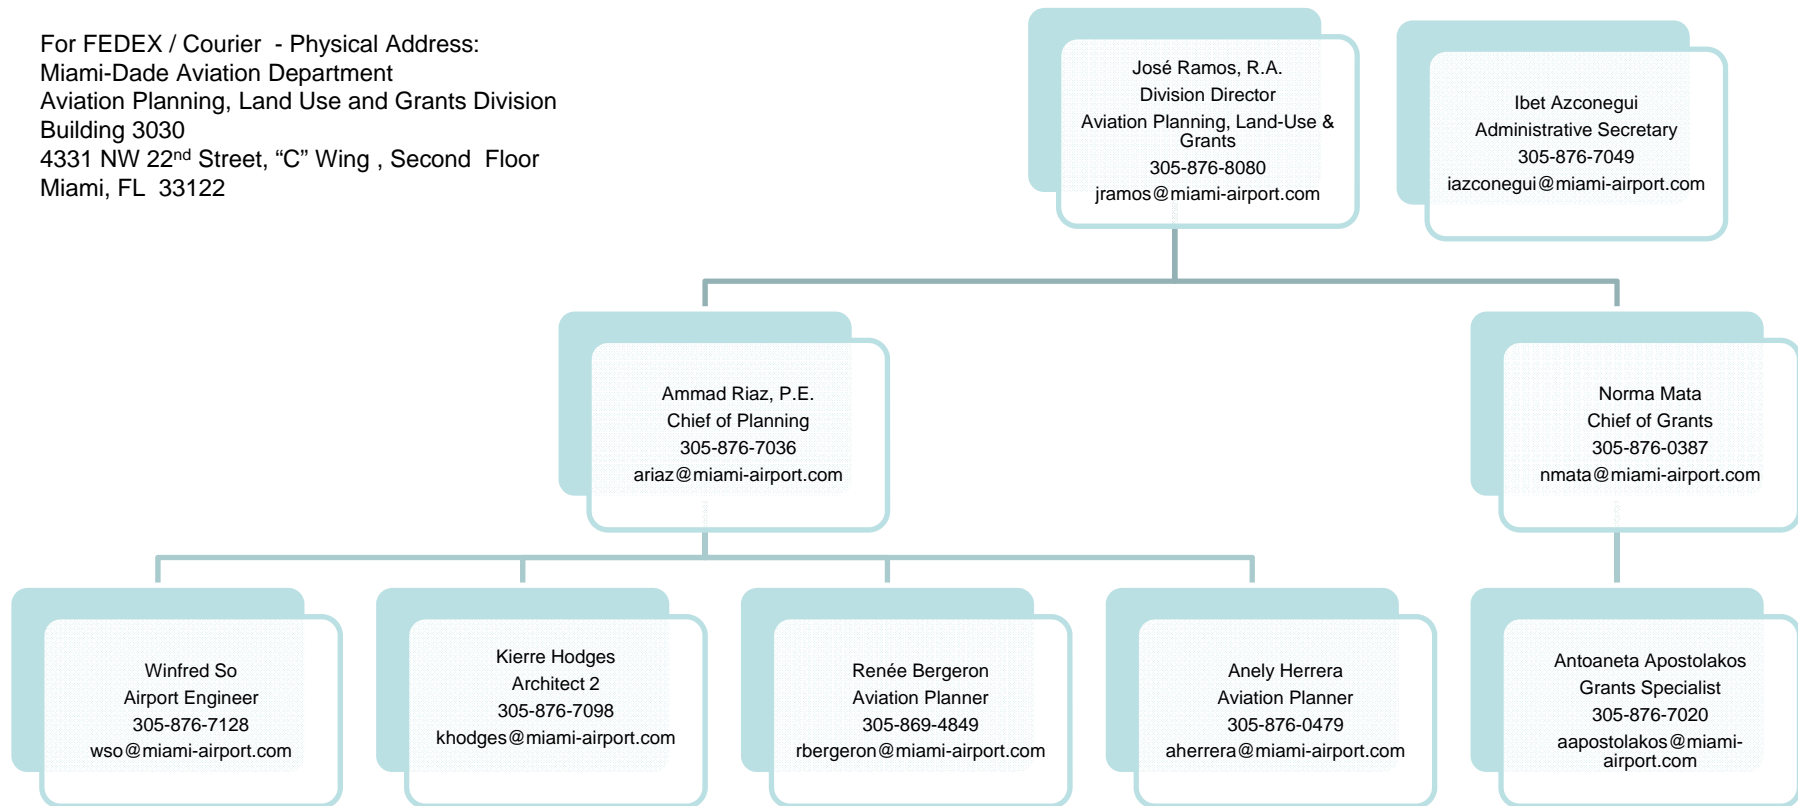 For FEDEX / Courier  - Physical Address:
Miami-Dade Aviation Department
Aviation Planning, Land Use and Grants Division
Building 3030
4331 NW 22nd Street, “C” Wing , Second  Floor
Miami, FL  33122
José Ramos, R.A.
Division Director
Aviation Planning, Land-Use &
Grants
305-876-8080
jramos@miami-airport.com
Ibet Azconegui
Administrative Secretary
305-876-7049
iazconegui@miami-airport.com
Ammad Riaz, P.E.
Chief of Planning
305-876-7036
ariaz@miami-airport.com
Norma Mata
Chief of Grants
305-876-0387
nmata@miami-airport.com
Winfred So
Airport Engineer
305-876-7128
wso@miami-airport.com
Kierre Hodges
Architect 2
305-876-7098
khodges@miami-airport.com
Renée Bergeron
Aviation Planner
305-869-4849
rbergeron@miami-airport.com
Anely Herrera
Aviation Planner
305-876-0479
aherrera@miami-airport.com
Antoaneta Apostolakos
Grants Specialist
305-876-7020
aapostolakos@miami-
airport.com